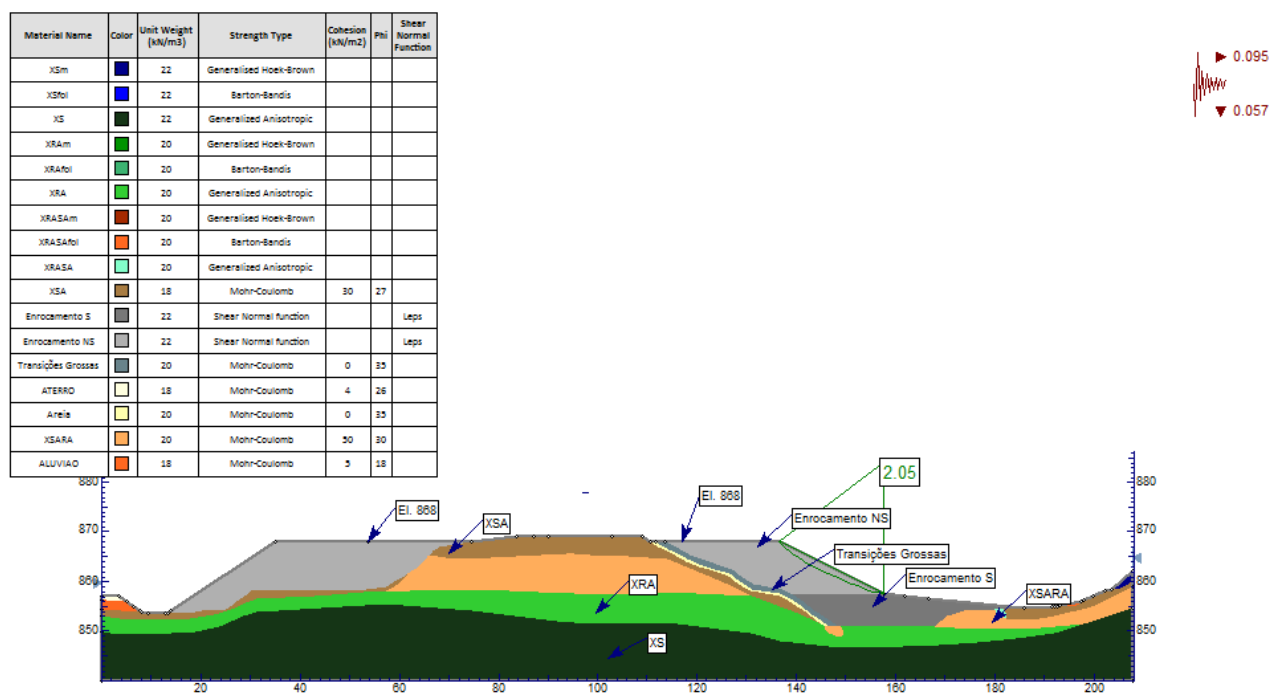 Material Name Color Unit Weight (kN/m3) Strength Type Cohesion (kN/m2) Phi Shear Normal Function
XSm 22 Generalised Hoek-Brown
XSfol 22 Barton-Bandis
XS 22 Generalized Anisotropic
XRAm 20 Generalised Hoek-Brown
XRAfol 20 Barton-Bandis
XRA 20 Generalized Anisotropic
XRASAm 20 Generalised Hoek-Brown
XRASAfol 20 Barton-Bandis
XRASA 20 Generalized Anisotropic
XSA 18 Mohr-Coulomb 30 27
Enrocamento S 22 Shear Normal function Leps
Enrocamento NS 22 Shear Normal function Leps
Transições Grossas 20 Mohr-Coulomb 0 35
ATERRO 18 Mohr-Coulomb 4 26
Areia 20 Mohr-Coulomb 0 35
XSARA 20 Mohr-Coulomb 50 30
ALUVIAO 18 Mohr-Coulomb 5 18
0.095
0.057
880 2.05 880
El. 868
870 El. 868 XSA Enrocamento NS 870
Transições Grossas
860 XRA Enrocamento S XSARA 860
850 XS 850
20 40 60 80 100 120 140 160 180 200